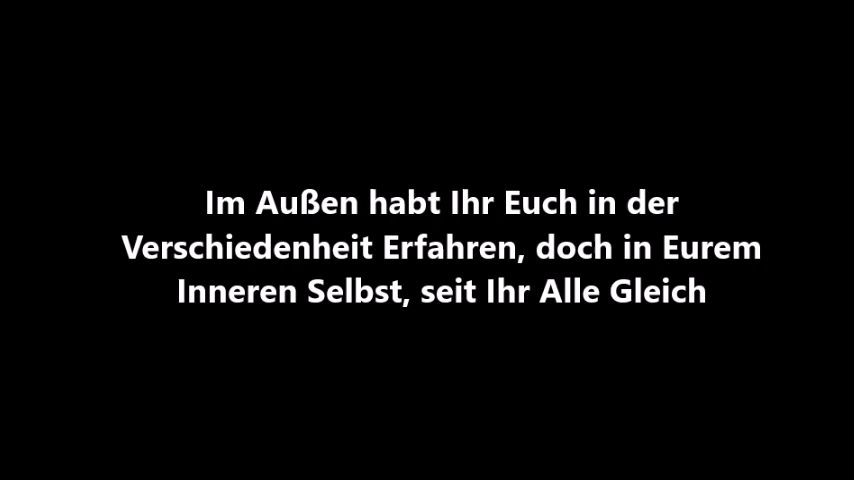 Im Außen habt Ihr Euch in der
Verschiedenheit Erfahren, doch in Eurem
Inneren Selbst, seit Ihr Alle Gleich